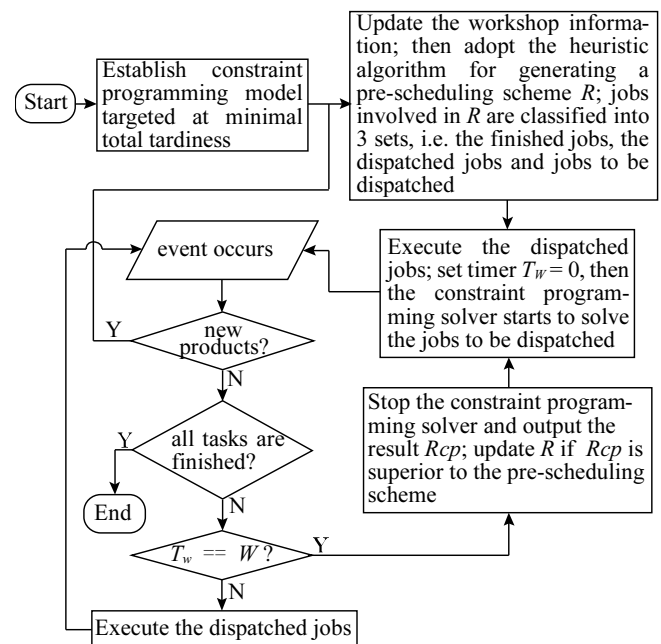 Start
Establish constraint
programming model
targeted at minimal
total tardiness
Update the workshop informa-
tion; then adopt the heuristic
algorithm for generating a
pre-scheduling scheme R; jobs
involved in R are classified into
3 sets, i.e. the finished jobs, the
dispatched jobs and jobs to be
dispatched
event occurs
Execute the dispatched
jobs; set timer TW = 0, then
the constraint program-
ming solver starts to solve
the jobs to be dispatched
Y
new
products?
N
Y
all tasks are
finished?
End
N
Stop the constraint program-
ming solver and output the
result Rcp; update R if Rcp is
superior to the pre-scheduling
scheme
Tw == W?
Y
N
Execute the dispatched jobs